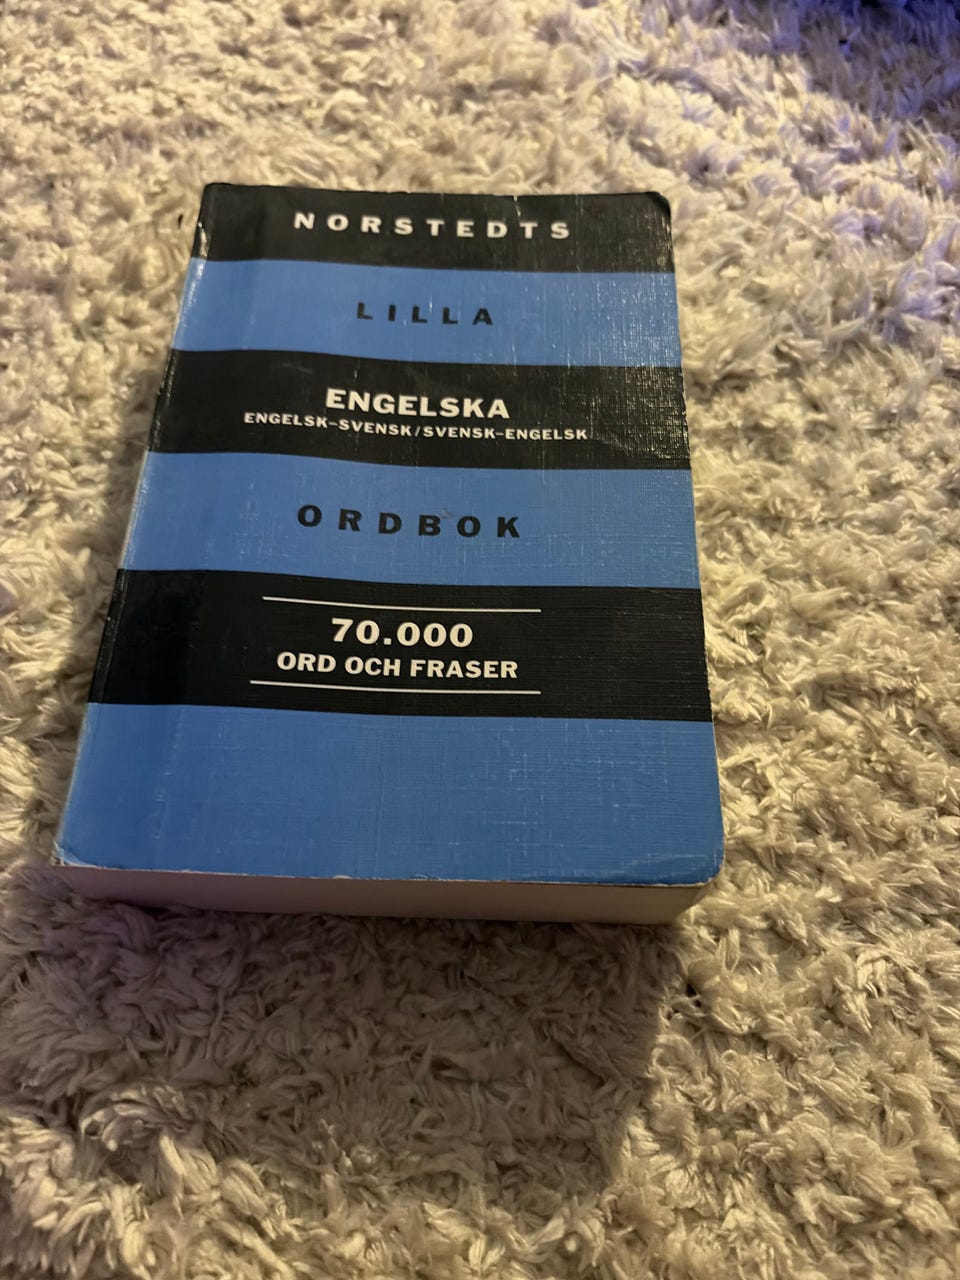 NORSTEDTS
LILLA
ENGELSKA
ENGELSK–SVENSK/SVENSK–ENGELSK
ORDBOK
70.000
ORD OCH FRASER